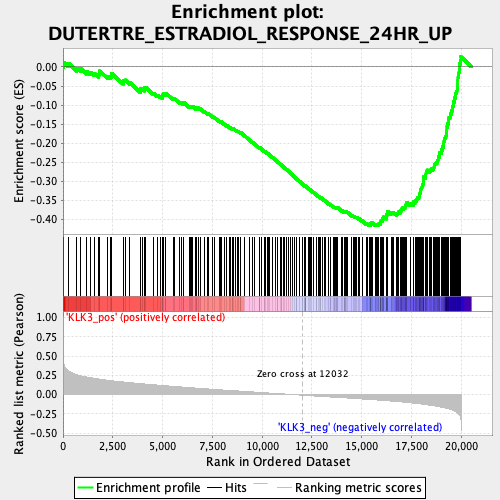 Enrichment plot:
DUTERTRE_ESTRADIOL_RESPONSE_24HR_UP
Enrichment score (ES)
0.00
-0.05
-0.10
-0.15
-0.20
-0.25
-0.30
-0.35
-0.40
Ranked list metric (Pearson)
1.00
0.75
0.50
0.25
0.00
-0.25
-0.50
'KLK3_pos' (positively correlated)
Zero cross at 12032
'KLK3_neg' (negatively correlated)
0
2,500
5,000
7,500
10,000
12,500
15,000
17,500
20,000
Rank in Ordered Dataset
Enrichment profile
Hits
Ranking metric scores